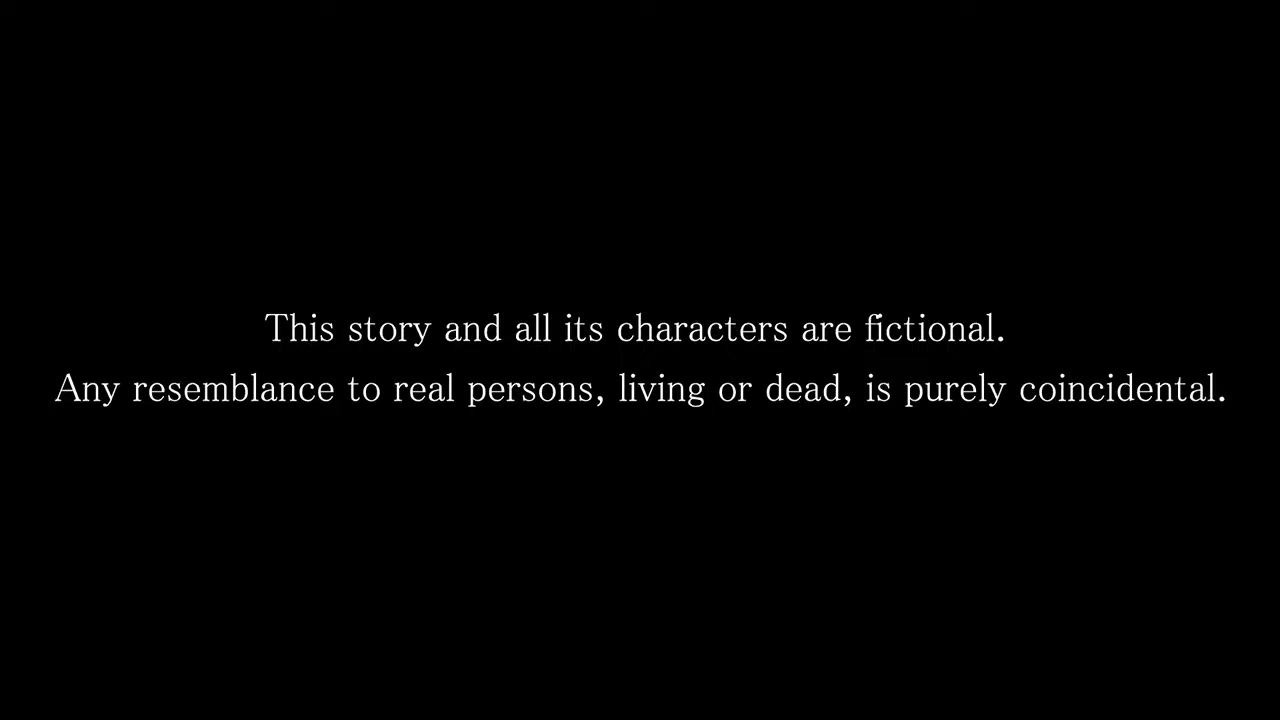 This story and all its characters are fictional.
Any resemblance to real persons, living or dead, is purely coincidental.